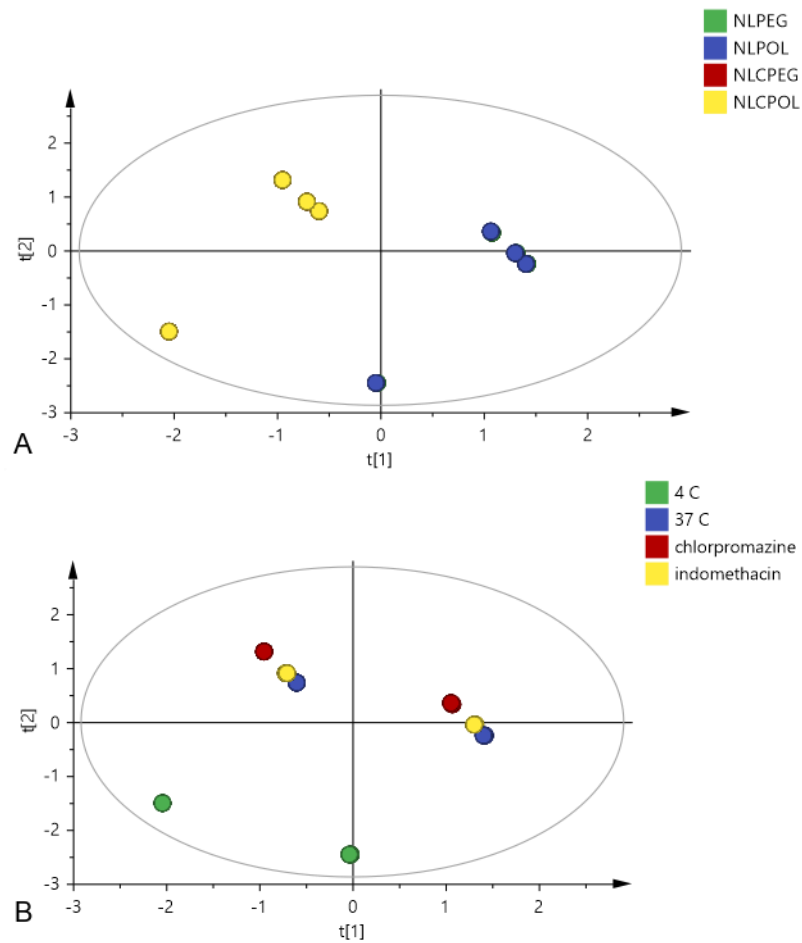 NLPEG
NLPOL
NLCPEG
NLCPOL
2
1
0
-1
-2
-3
t[2]
-3 -2 -1 0 1 2
t[1]
A
4 C
37 C
chlorpromazine
indomethacin
2
1
0
-1
-2
-3
t[2]
-3 -2 -1 0 1 2
t[1]
B